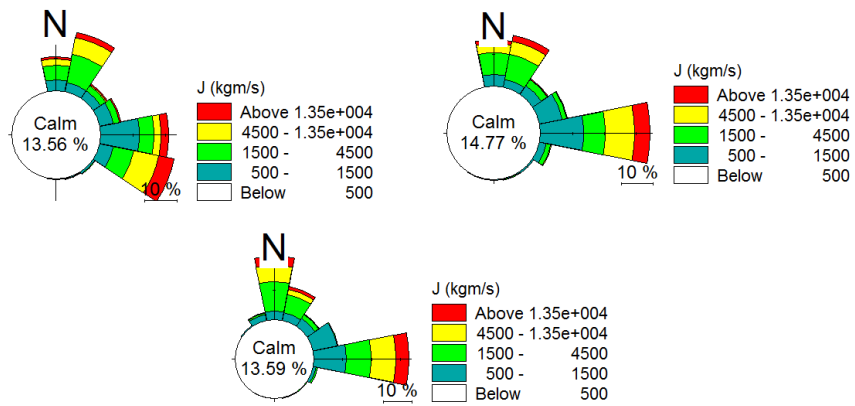 N
J (kgm/s)
Above 1.35e+004
4500 - 1.35e+004
1500 - 4500
500 - 1500
Below 500
Calm
13.56 %
10 %
N
J (kgm/s)
Above 1.35e+004
4500 - 1.35e+004
1500 - 4500
500 - 1500
Below 500
Calm
14.77 %
10 %
N
J (kgm/s)
Above 1.35e+004
4500 - 1.35e+004
1500 - 4500
500 - 1500
Below 500
Calm
13.59 %
10 %